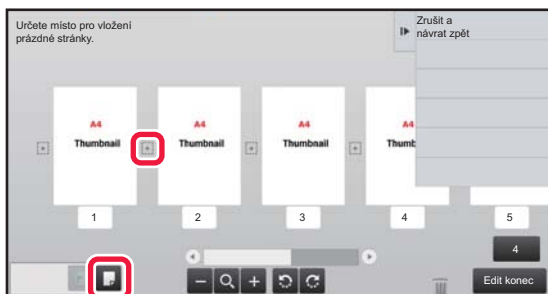 Určete místo pro vložení
prázdné stránky.
Zrušit a
návrat zpět
A4 A4 A4 A4
Thumbnail Thumbnail Thumbnail Thumb
1 2 3 4 5
4
Edit konec